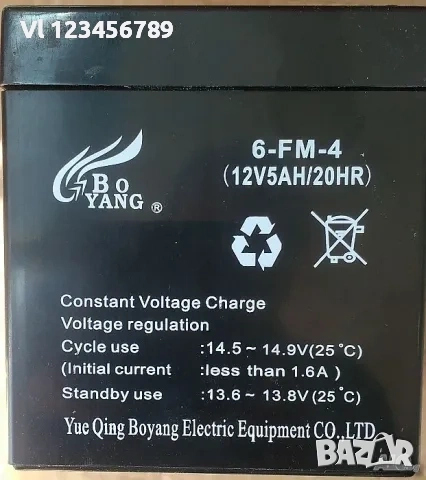 Vl 123456789
6-FM-4
(12V5AH/20HR)
BO
YANG ®
Constant Voltage Charge
Voltage regulation
Cycle use :14.5~14.9V(25℃)
(Initial current :less than 1.6A)
Standby use :13.6~13.8V(25℃)
Yue Qing Boyang Electric Equipment CO.,LTD
BAZAR